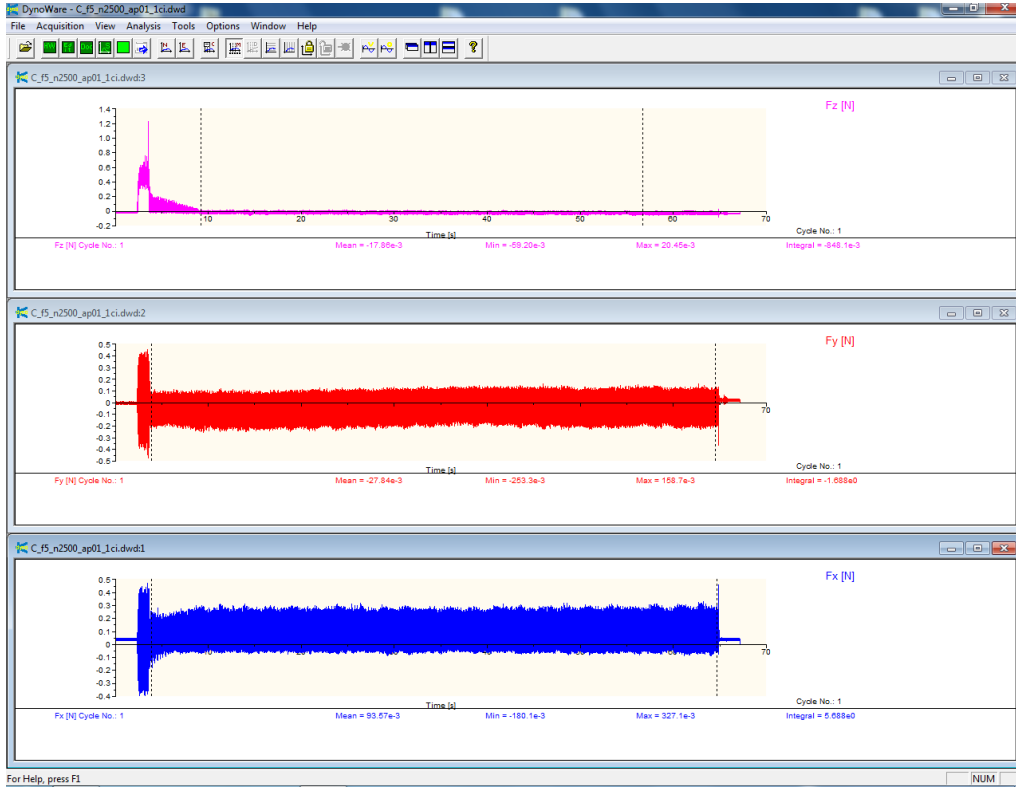 DynoWare - C_f5_n2500_ap01_1ci.dwd
File Acquisition View Analysis Tools Options Window Help
C_f5_n2500_ap01_1ci.dwd:3
Fz [N]
1.4
1.2
1.0
0.8
0.6
0.4
0.2
0
-0.2
10 20 30 40 50 60 70
Time [s]
Cycle No.: 1
Fz [N] Cycle No.: 1 Mean = -17.86e-3 Min = -69.20e-3 Max = 20.45e-3 Integral = -848.1e-3
C_f5_n2500_ap01_1ci.dwd:2
Fy [N]
0.5
0.4
0.3
0.2
0.1
0
-0.1
-0.2
-0.3
-0.4
-0.5
70
Time [s]
Cycle No.: 1
Fy [N] Cycle No.: 1 Mean = -27.84e-3 Min = -253.3e-3 Max = 158.7e-3 Integral = -1.688e0
C_f5_n2500_ap01_1ci.dwd:1
Fx [N]
0.5
0.4
0.3
0.2
0.1
0
-0.1
-0.2
-0.3
-0.4
70
Time [s]
Cycle No.: 1
Fx [N] Cycle No.: 1 Mean = 93.57e-3 Min = -180.1e-3 Max = 327.1e-3 Integral = 5.688e0
For Help, press F1 NUM